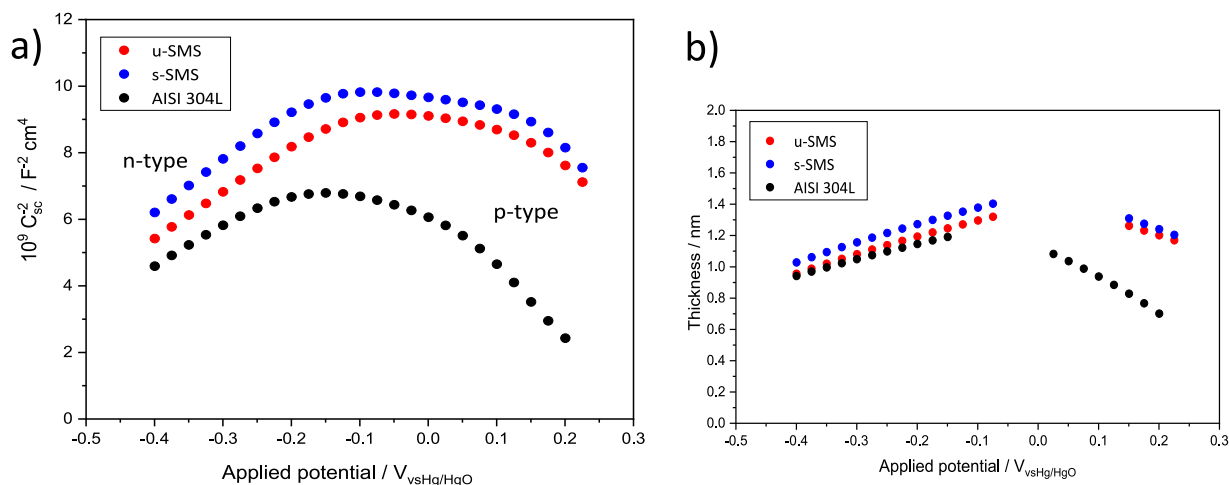 a)
12
10
8
6
4
2
0
10⁹ C⁻²sc / F⁻² cm4
u-SMS
s-SMS
AISI 304L
n-type
p-type
-0.5 -0.4 -0.3 -0.2 -0.1 0.0 0.1 0.2 0.3
Applied potential / VvsHg/HgO
b)
2.0
1.8
1.6
1.4
1.2
1.0
0.8
0.6
0.4
0.2
0.0
Thickness / nm
u-SMS
s-SMS
AISI 304L
-0.5 -0.4 -0.3 -0.2 -0.1 0.0 0.1 0.2 0.3
Applied potential / VvsHg/HgO